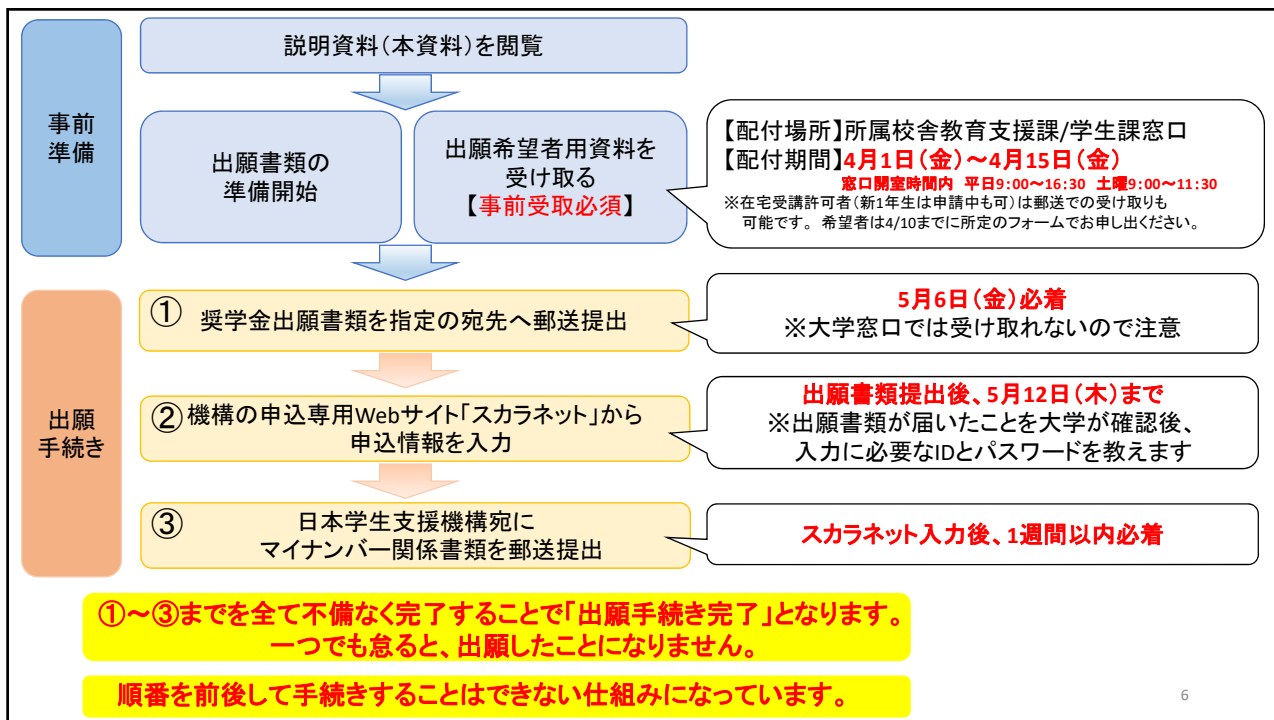 説明資料(本資料)を閲覧
事前
準備
出願書類の
準備開始
出願希望者用資料を
受け取る
【事前受取必須】
【配付場所】所属校舎教育支援課/学生課窓口
【配付期間】4月1日(金)~4月15日(金)
窓口開室時間内 平日9:00~16:30 土曜9:00~11:30
※在宅受講許可者(新1年生は申請中も可)は郵送での受け取りも
可能です。 希望者は4/10までに所定のフォームでお申し出ください。
出願
手続き
① 奨学金出願書類を指定の宛先へ郵送提出
5月6日(金)必着
※大学窓口では受け取れないので注意
② 機構の申込専用Webサイト「スカラネット」から
申込情報を入力
出願書類提出後、5月12日(木)まで
※出願書類が届いたことを大学が確認後、
入力に必要なIDとパスワードを教えます
③ 日本学生支援機構宛に
マイナンバー関係書類を郵送提出
スカラネット入力後、1週間以内必着
①~③までを全て不備なく完了することで「出願手続き完了」となります。
一つでも怠ると、出願したことになりません。
順番を前後して手続きすることはできない仕組みになっています。
6